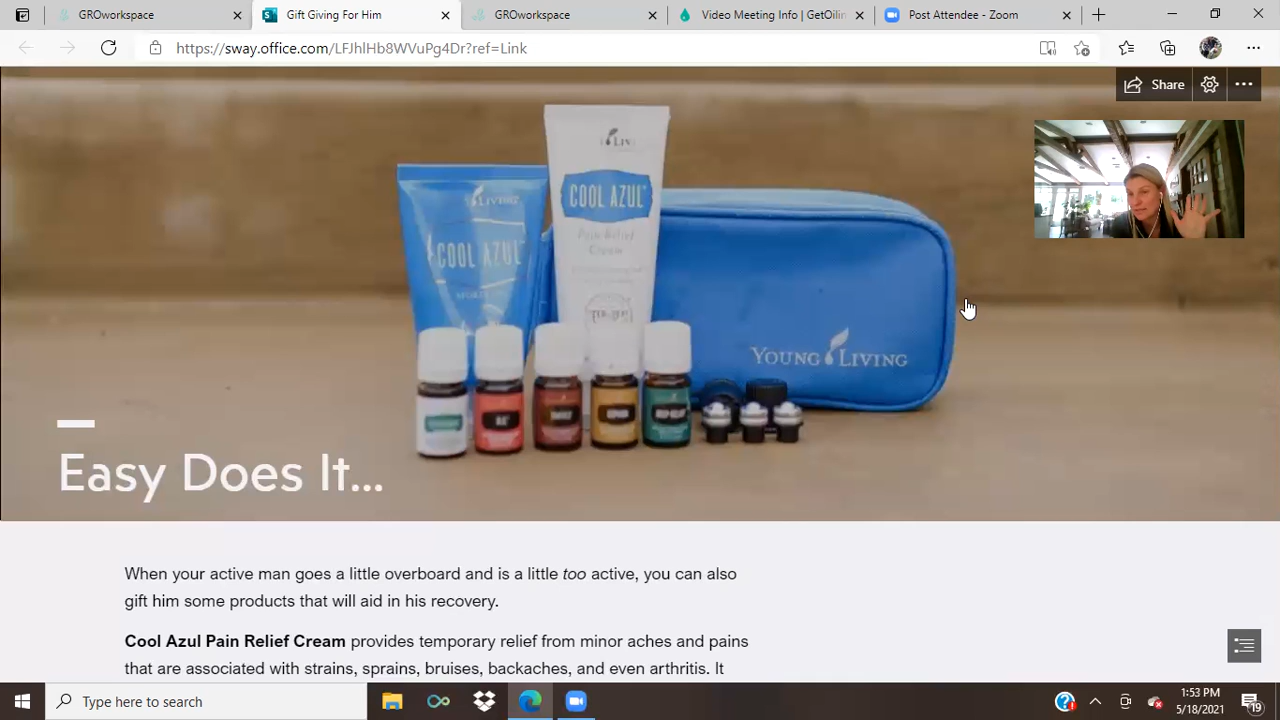 GROworkspace
Gift Giving For Him
GROworkspace
Video Meeting Info | GetOilin
Post Attendee - Zoom
https://sway.office.com/LFJhlHb8WVuPg4Dr?ref=Link
Share
LIVING
COOL AZUL
Pain Relief
Cream
LIVING
COOL AZUL
YOUNG LIVING
Easy Does It...
When your active man goes a little overboard and is a little too active, you can also
gift him some products that will aid in his recovery.
Cool Azul Pain Relief Cream provides temporary relief from minor aches and pains
that are associated with strains, sprains, bruises, backaches, and even arthritis. It
Type here to search
1:53 PM
5/18/2021
19